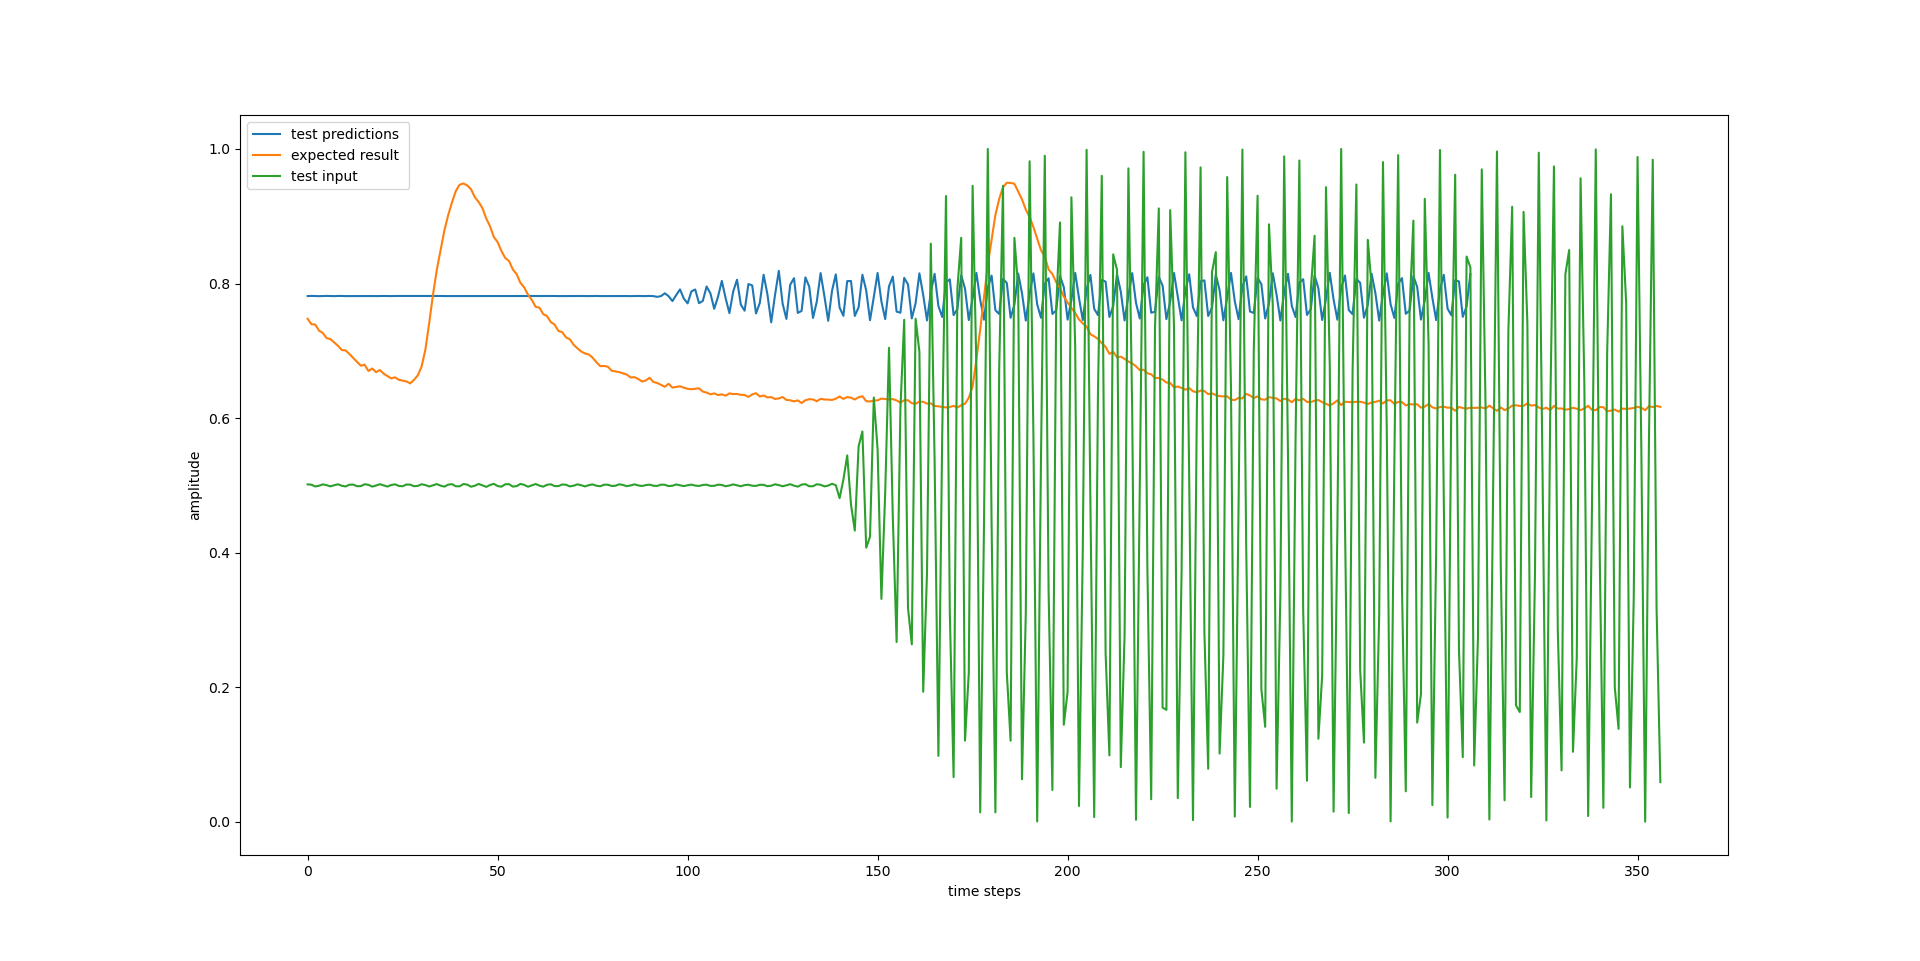 test predictions
expected result
test input
1.0
0.8
0.6
0.4
0.2
0.0
amplitude
0 50 100 150 200 250 300 350
time steps